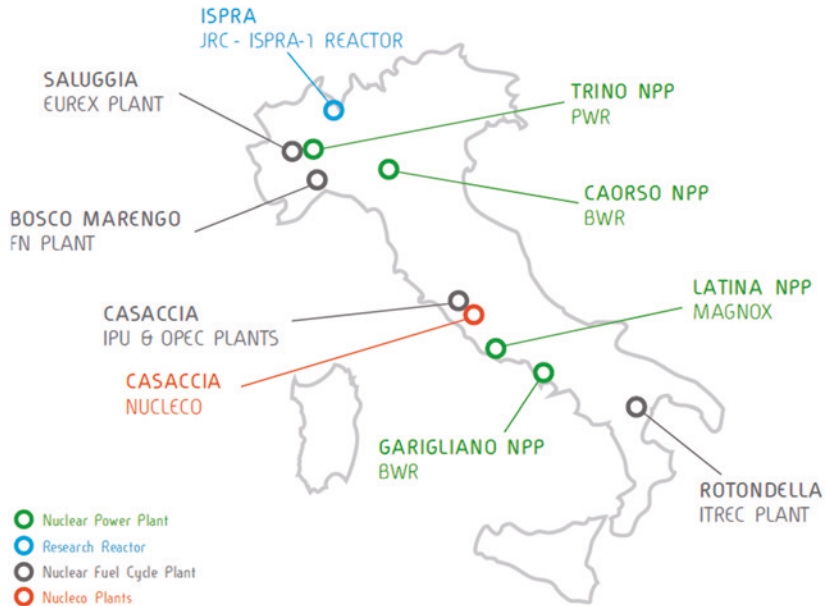 ISPRA
JRC - ISPRA-1 REACTOR
SALUGGIA
EUREX PLANT
TRINO NPP
PWR
CAORSO NPP
BWR
BOSCO MARENGO
FN PLANT
LATINA NPP
MAGNOX
CASACCIA
IPU & OPEC PLANTS
CASACCIA
NUCLECO
GARIGLIANO NPP
BWR
ROTONDELLA
ITREC PLANT
Nuclear Power Plant
Research Reactor
Nuclear Fuel Cycle Plant
Nucleco Plants